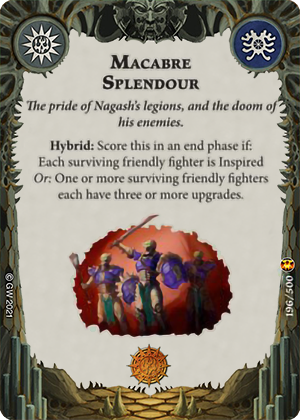 MACABRE
SPLENDOUR
The pride of Nagash's legions, and the doom of
his enemies.
Hybrid: Score this in an end phase if:
Each surviving friendly fighter is Inspired
Or: One or more surviving friendly fighters
each have three or more upgrades.
© GW 2021
196/500